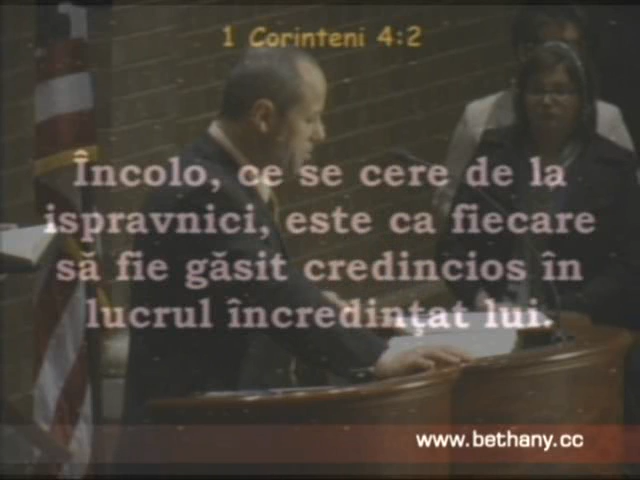 1 Corinteni 4:2
Încolo, ce se cere de la
ispravnici, este ca fiecare
să fie găsit credincios în
lucrul încredinţat lui.
www.bethany.cc